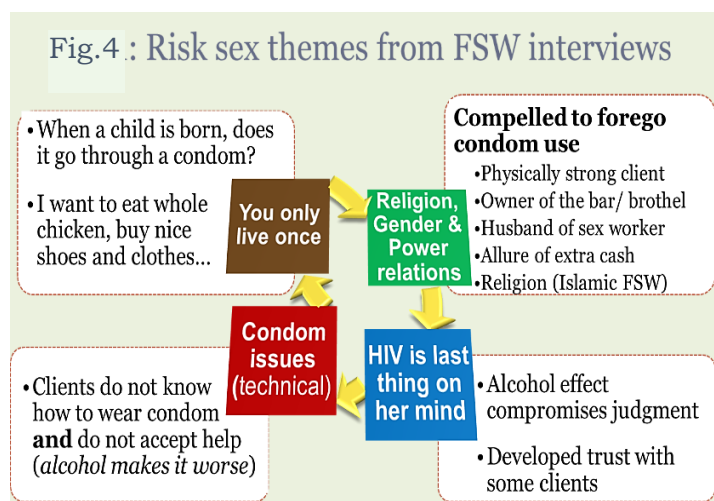 Fig.4 : Risk sex themes from FSW interviews
•When a child is born, does
it go through a condom?
•I want to eat whole
chicken, buy nice
shoes and clothes...
You only
live once
Religion,
Gender &
Power
relations
Compelled to forego
condom use
•Physically strong client
•Owner of the bar/ brothel
•Husband of sex worker
•Allure of extra cash
•Religion (Islamic FSW)
Condom
issues
(technical)
HIV is last
thing on
her mind
•Clients do not know
how to wear condom
and do not accept help
(alcohol makes it worse)
•Alcohol effect
compromises judgment
•Developed trust with
some clients